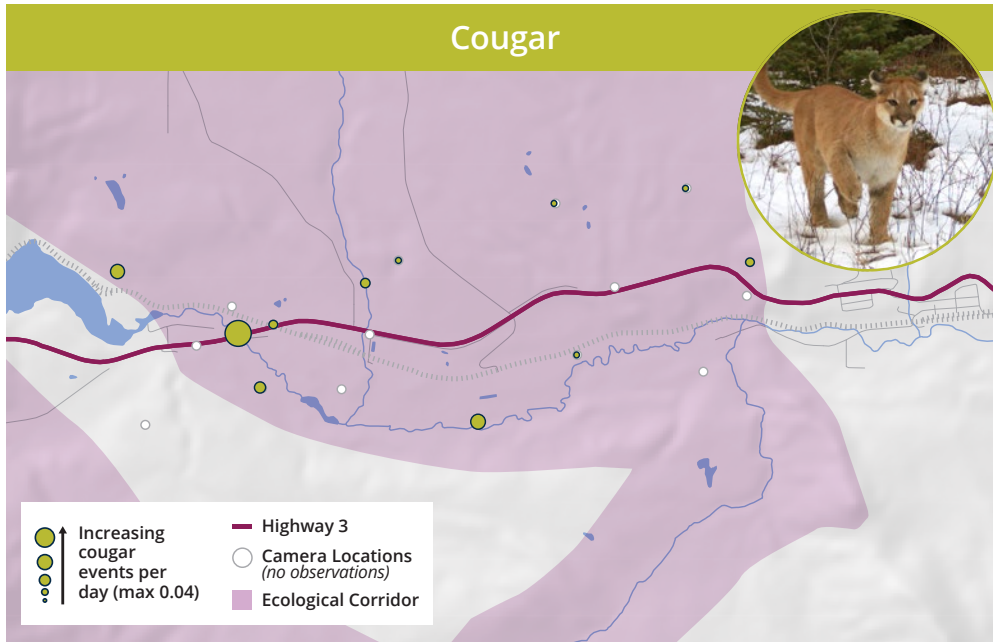 Cougar
Increasing
cougar
events per
day (max 0.04)
Highway 3
Camera Locations
(no observations)
Ecological Corridor